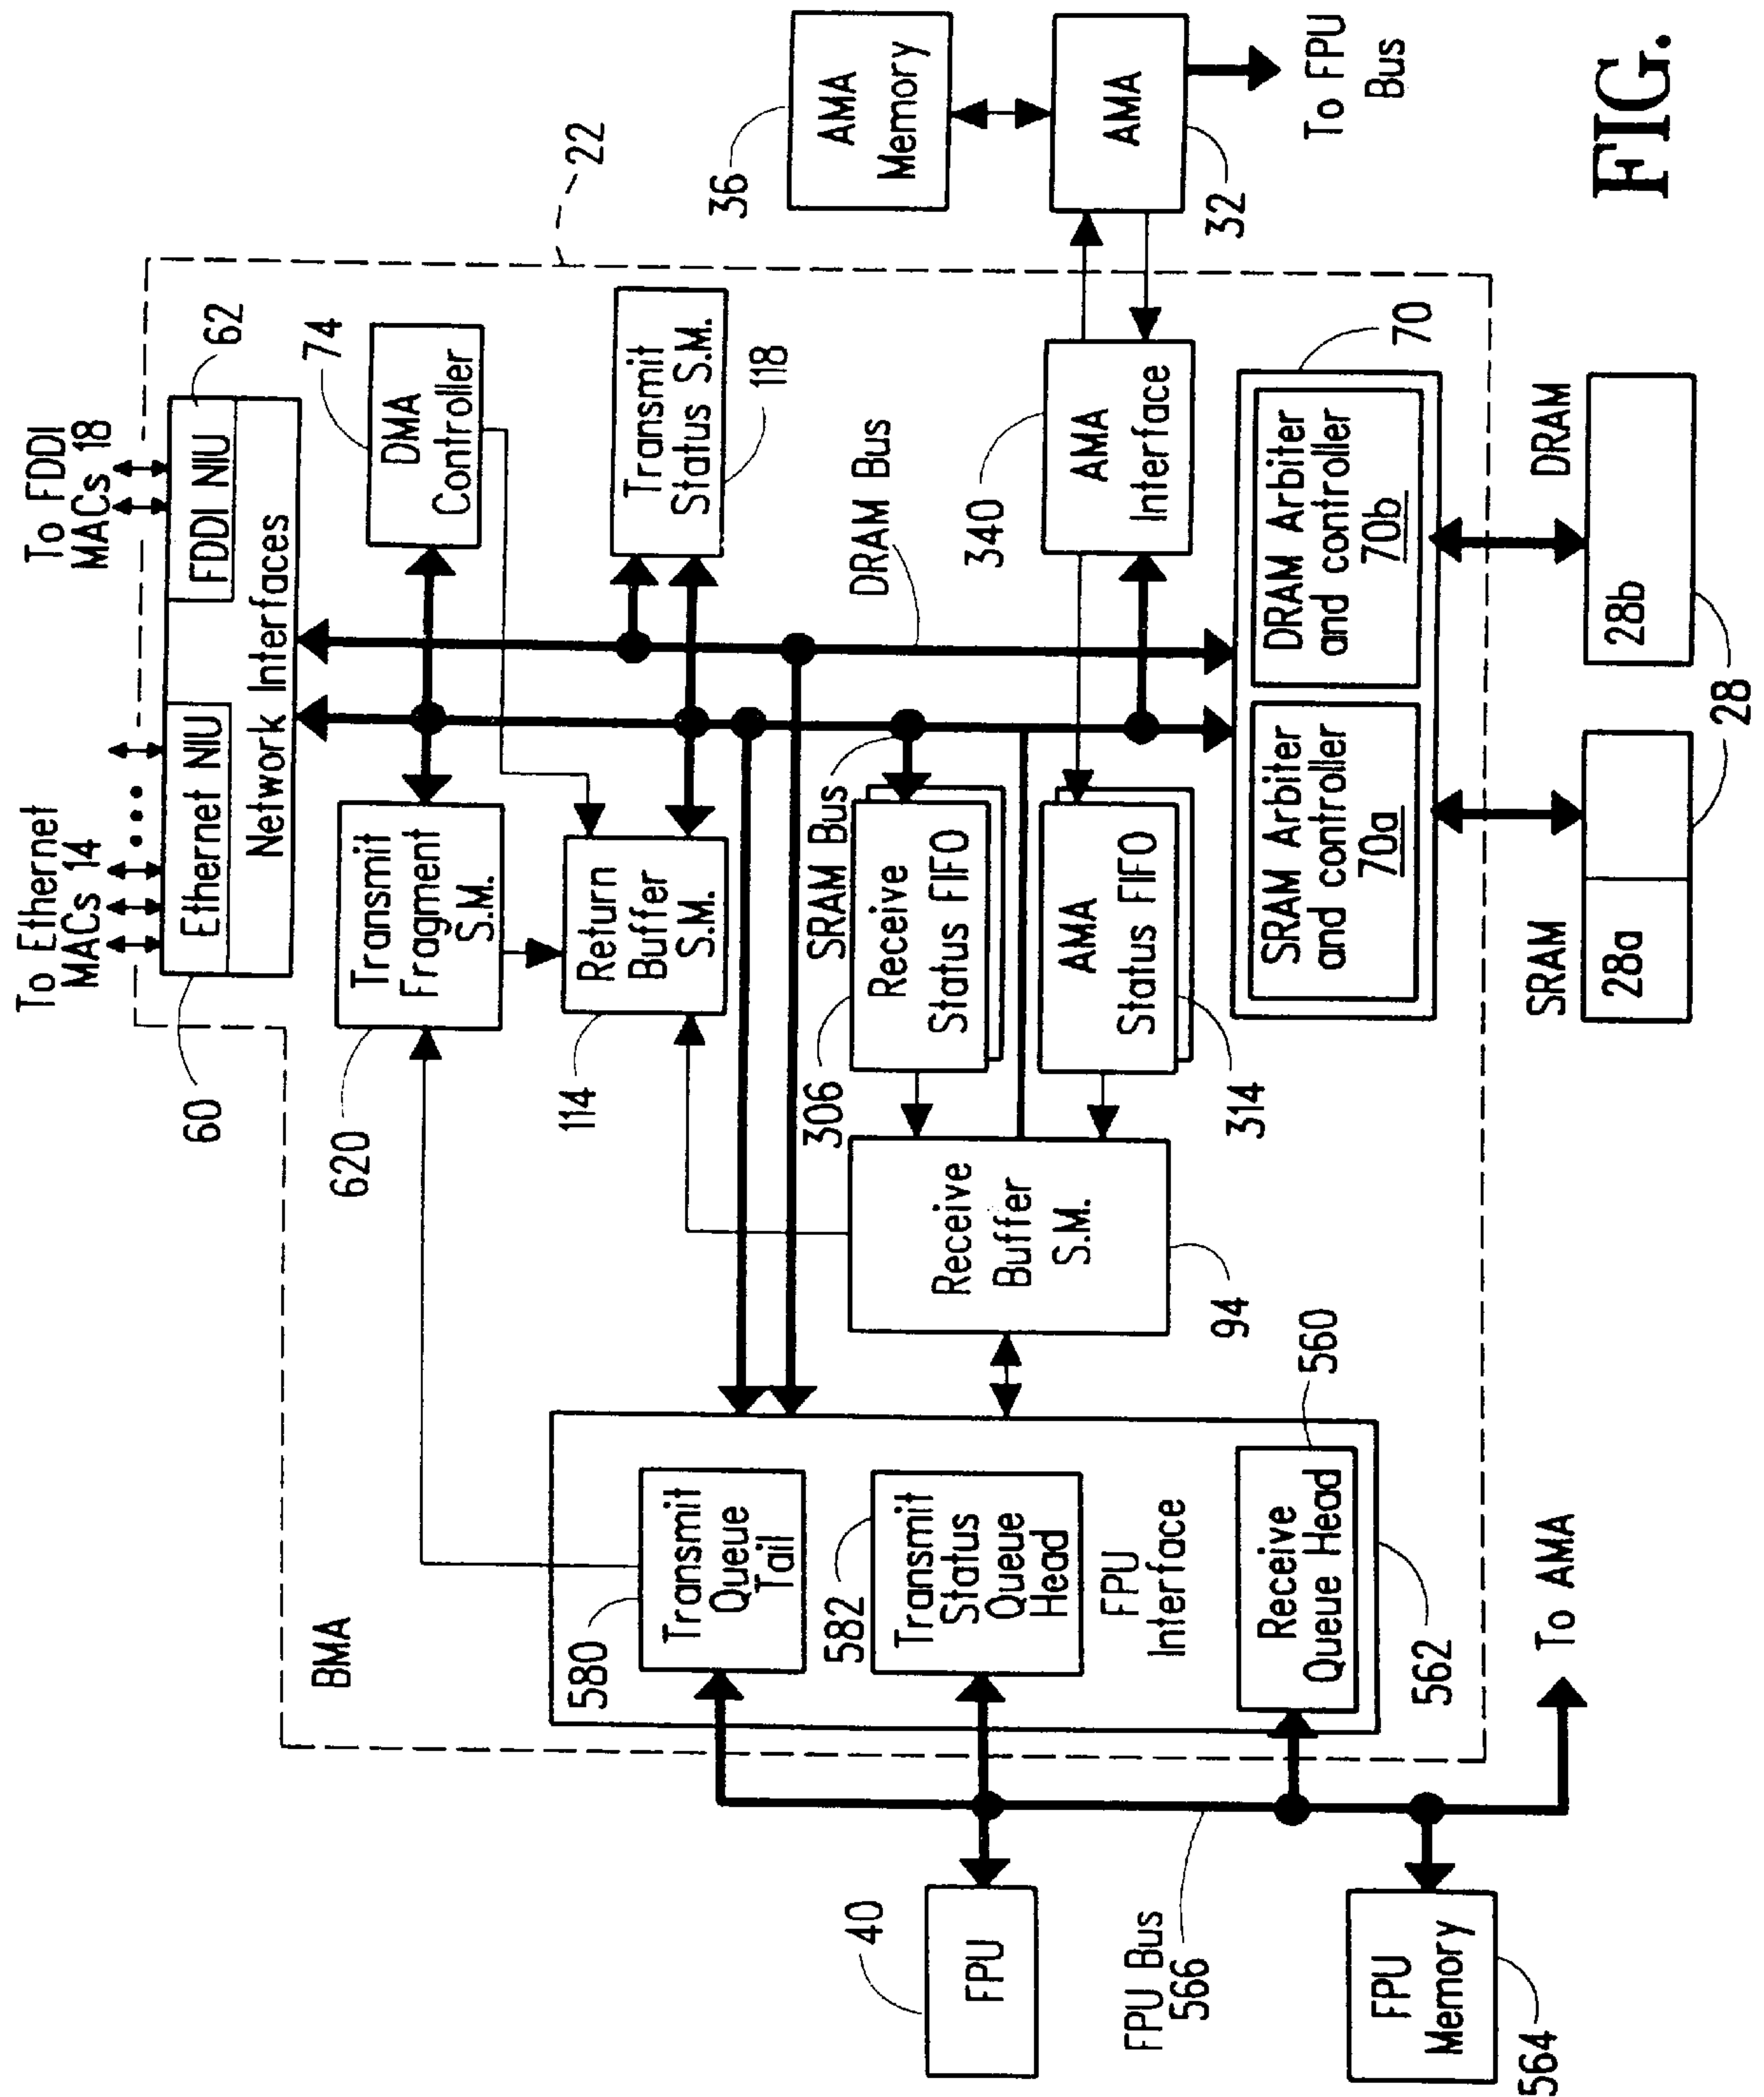 To Ethernet
MACs 14
To FDDI
MACs 18
60
Ethernet NIU
FDDI NIU
62
Network Interfaces
22
BMA
620
Transmit
Fragment
S.M.
74
DMA
Controller
114
Return
Buffer
S.M.
Transmit
Status S.M.
118
36
AMA
Memory
580
Transmit
Queue
Tail
582
Transmit
Status
Queue
Head
FPU
Interface
560
Receive
Queue Head
562
SRAM Bus
DRAM Bus
306
Receive
Status FIFO
Receive
Buffer
S.M.
94
AMA
Status FIFO
314
340
AMA
Interface
AMA
32
To FPU
Bus
SRAM Arbiter
and controller
70a
DRAM Arbiter
and controller
70b
70
40
FPU
FPU Bus
566
To AMA
FPU
Memory
564
SRAM
28a
DRAM
28b
28
FIG.